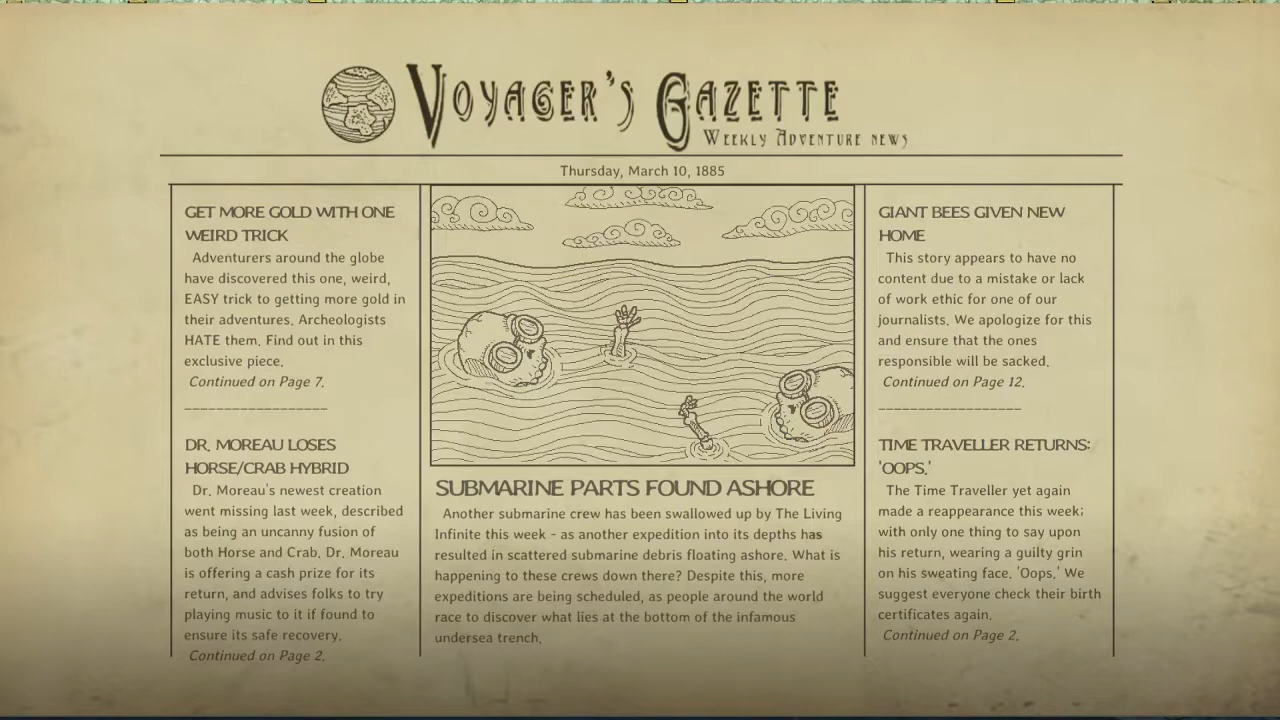 VOYAGER'S GAZETTE
WEEKLY ADVENTURE NEWS
Thursday, March 10, 1885
GET MORE GOLD WITH ONE
WEIRD TRICK
Adventurers around the globe
have discovered this one, weird,
EASY trick to getting more gold in
their adventures. Archeologists
HATE them. Find out in this
exclusive piece.
Continued on Page 7.
__________________
DR. MOREAU LOSES
HORSE/CRAB HYBRID
Dr. Moreau's newest creation
went missing last week, described
as being an uncanny fusion of
both Horse and Crab. Dr. Moreau
is offering a cash prize for its
return, and advises folks to try
playing music to it if found to
ensure its safe recovery.
Continued on Page 2.
SUBMARINE PARTS FOUND ASHORE
Another submarine crew has been swallowed up by The Living
Infinite this week - as another expedition into its depths has
resulted in scattered submarine debris floating ashore. What is
happening to these crews down there? Despite this, more
expeditions are being scheduled, as people around the world
race to discover what lies at the bottom of the infamous
undersea trench.
GIANT BEES GIVEN NEW
HOME
This story appears to have no
content due to a mistake or lack
of work ethic for one of our
journalists. We apologize for this
and ensure that the ones
responsible will be sacked.
Continued on Page 12.
__________________
TIME TRAVELLER RETURNS:
'OOPS.'
The Time Traveller yet again
made a reappearance this week;
with only one thing to say upon
his return, wearing a guilty grin
on his sweating face. 'Oops.' We
suggest everyone check their birth
certificates again.
Continued on Page 2.